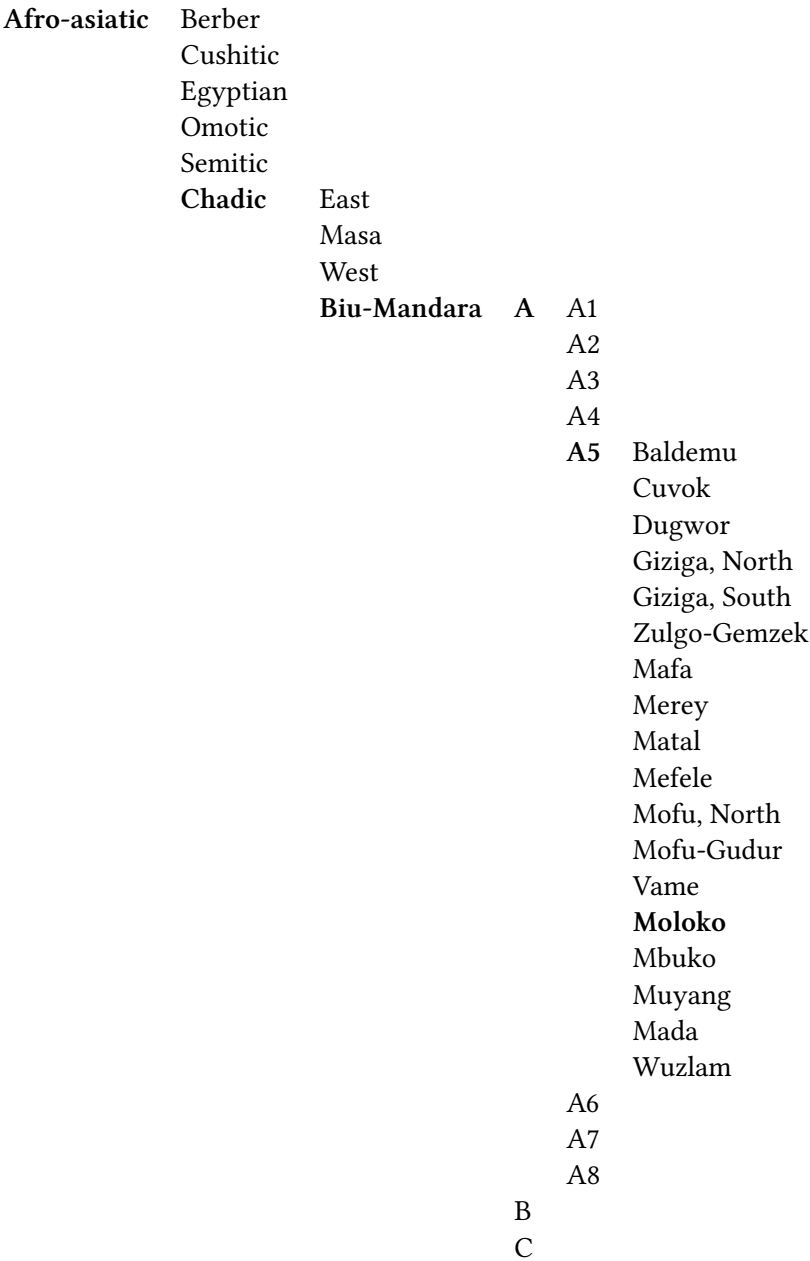 Afro-asiatic Berber
Cushitic
Egyptian
Omotic
Semitic
Chadic East
Masa
West
Biu-Mandara A A1
A2
A3
A4
A5 Baldemu
Cuvok
Dugwor
Giziga, North
Giziga, South
Zulgo-Gemzek
Mafa
Merey
Matal
Mefele
Mofu, North
Mofu-Gudur
Vame
Moloko
Mbuko
Muyang
Mada
Wuzlam
A6
A7
A8
B
C